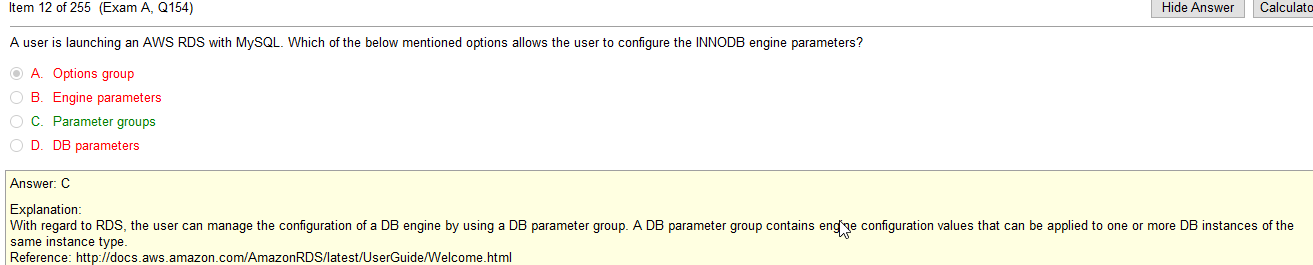 Item 12 of 255 (Exam A, Q154)
Hide Answer
Calculato
A user is launching an AWS RDS with MySQL. Which of the below mentioned options allows the user to configure the INNODB engine parameters?
A. Options group
B. Engine parameters
C. Parameter groups
D. DB parameters
Answer: C
Explanation:
With regard to RDS, the user can manage the configuration of a DB engine by using a DB parameter group. A DB parameter group contains engine configuration values that can be applied to one or more DB instances of the
same instance type.
Reference: http://docs.aws.amazon.com/AmazonRDS/latest/UserGuide/Welcome.html